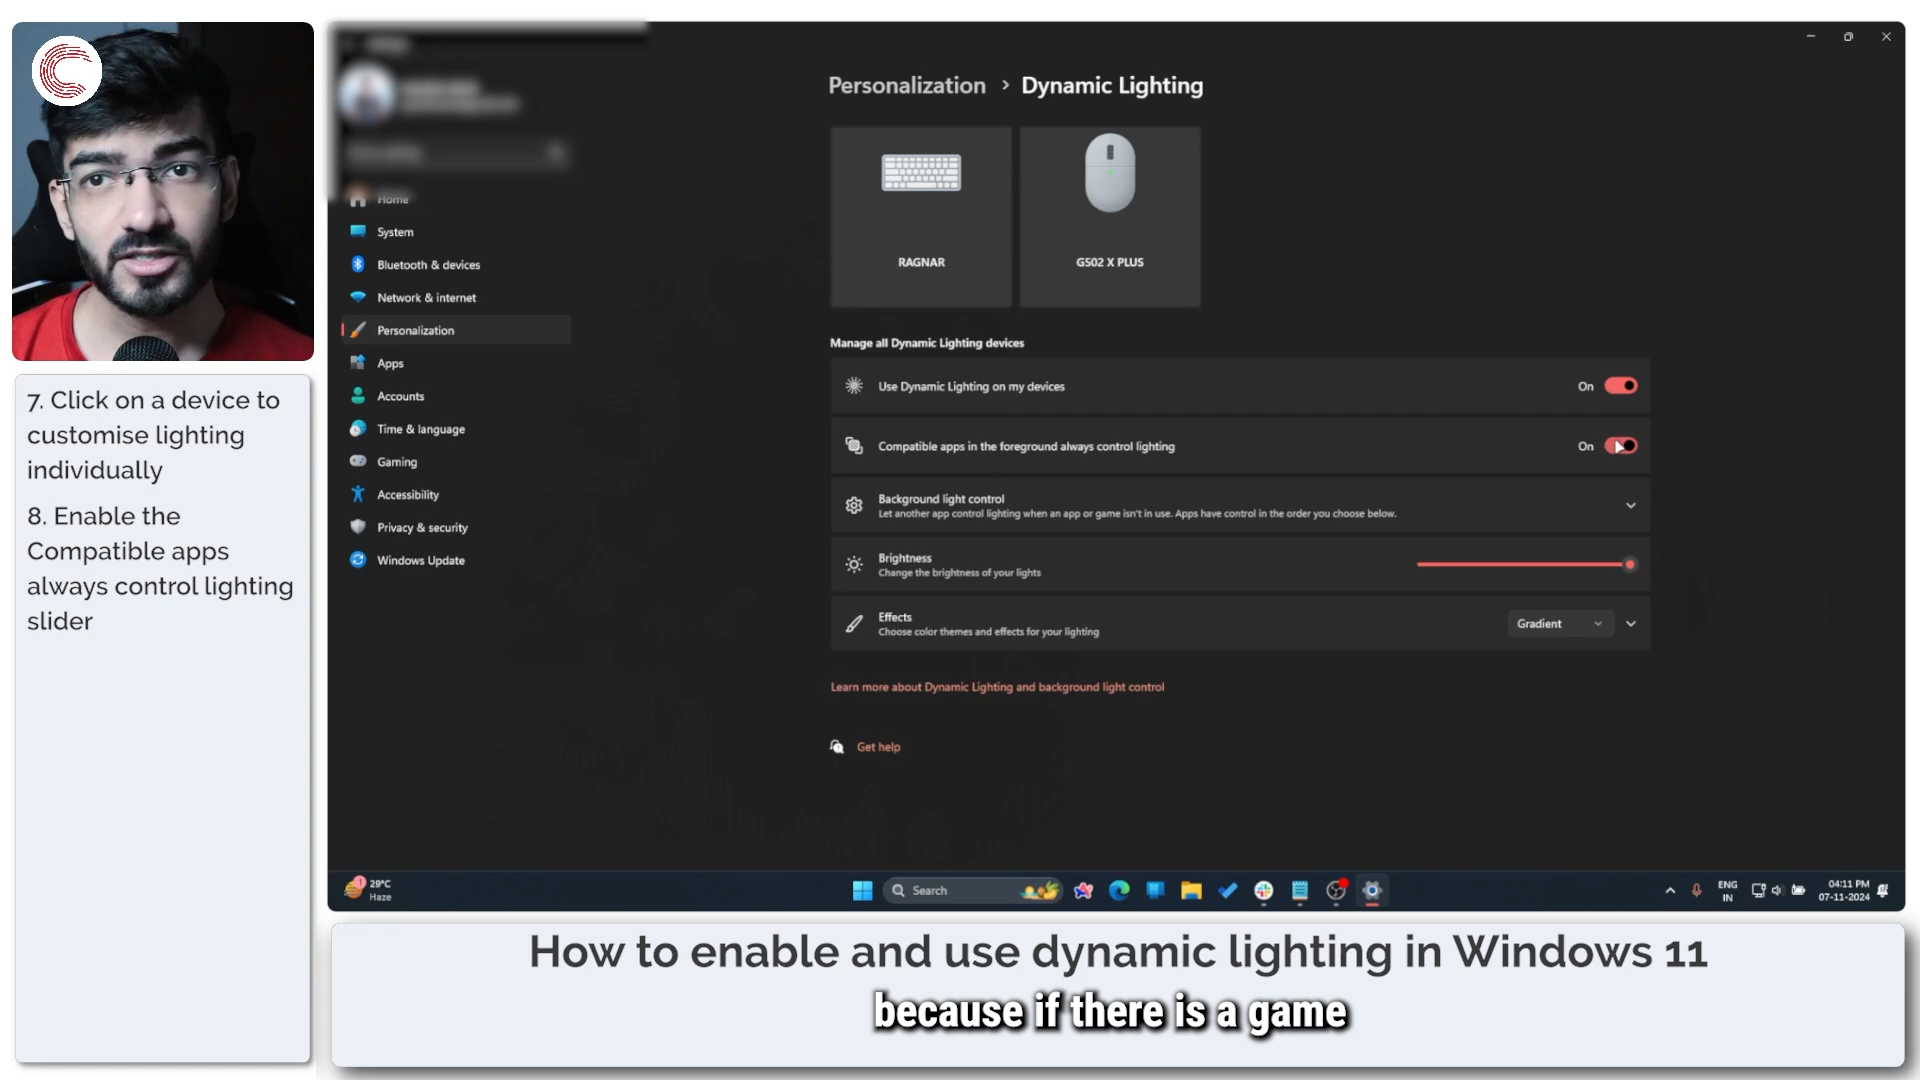 7. Click on a device to
customise lighting
individually
8. Enable the
Compatible apps
always control lighting
slider
Home
System
Bluetooth & devices
Network & internet
Personalization
Apps
Accounts
Time & language
Gaming
Accessibility
Privacy & security
Windows Update
Personalization > Dynamic Lighting
RAGNAR
G502 X PLUS
Manage all Dynamic Lighting devices
Use Dynamic Lighting on my devices
On
Compatible apps in the foreground always control lighting
On
Background light control
Let another app control lighting when an app or game isn't in use. Apps have control in the order you choose below.
Brightness
Change the brightness of your lights
Effects
Choose color themes and effects for your lighting
Gradient
Learn more about Dynamic Lighting and background light control
Get help
1
29°C
Haze
Search
ENG
IN
04:11 PM
07-11-2024
How to enable and use dynamic lighting in Windows 11
because if there is a game